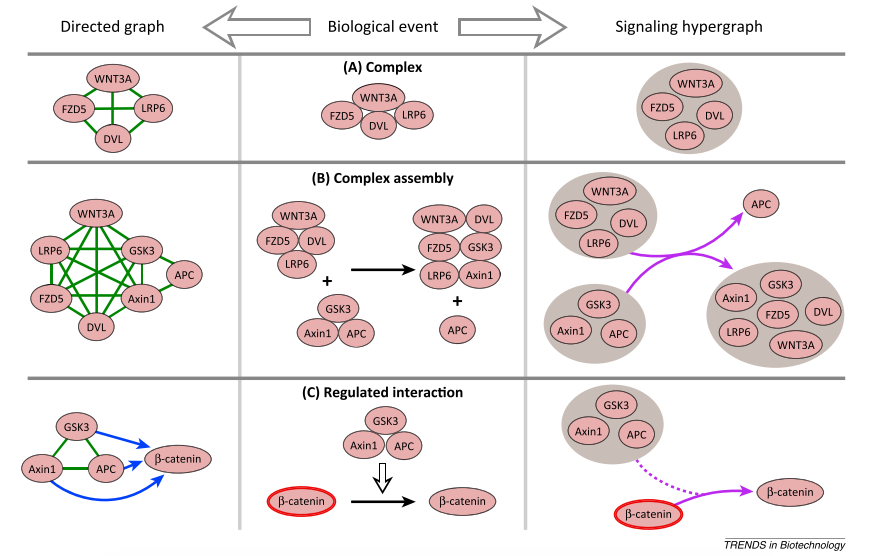 Directed graph
Biological event
Signaling hypergraph
(A) Complex
WNT3A
FZD5
LRP6
DVL
WNT3A
FZD5
LRP6
DVL
WNT3A
FZD5
DVL
LRP6
(B) Complex assembly
WNT3A
LRP6
GSK3
APC
FZD5
Axin1
DVL
WNT3A
FZD5
DVL
LRP6
+
GSK3
Axin1
APC
WNT3A
DVL
FZD5
GSK3
LRP6
Axin1
+
APC
WNT3A
FZD5
DVL
LRP6
GSK3
Axin1
APC
APC
GSK3
Axin1
FZD5
DVL
LRP6
WNT3A
(C) Regulated interaction
GSK3
Axin1
APC
β-catenin
GSK3
Axin1
APC
β-catenin
β-catenin
GSK3
Axin1
APC
β-catenin
β-catenin
TRENDS in Biotechnology